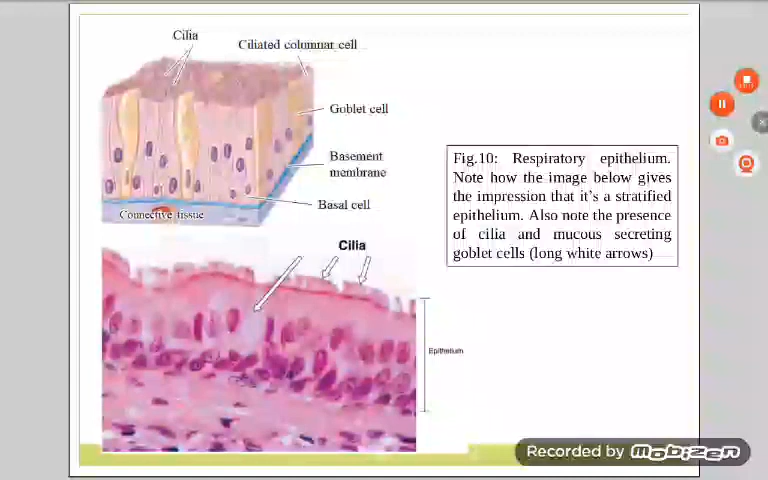 Cilia
Ciliated columnar cell
Goblet cell
Basement
membrane
Basal cell
Connective tissue
Fig.10: Respiratory epithelium.
Note how the image below gives
the impression that it’s a stratified
epithelium. Also note the presence
of cilia and mucous secreting
goblet cells (long white arrows)
Cilia
Epithelium
Recorded by mobizen